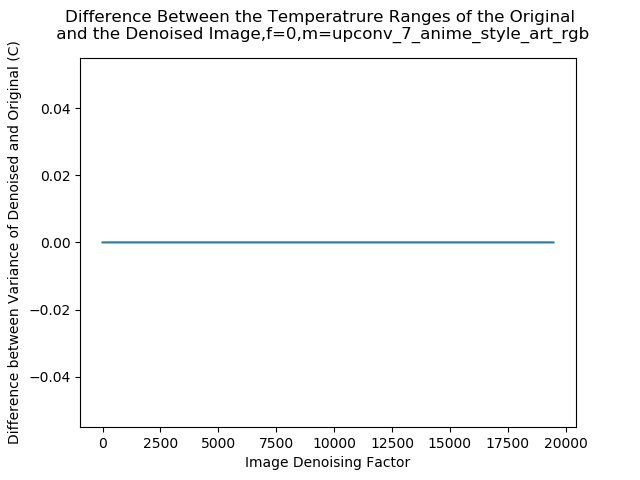 Difference Between the Temperatrure Ranges of the Original
and the Denoised Image,f=0,m=upconv_7_anime_style_art_rgb
Difference between Variance of Denoised and Original (C)
0.04
0.02
0.00
−0.02
−0.04
0 2500 5000 7500 10000 12500 15000 17500 20000
Image Denoising Factor